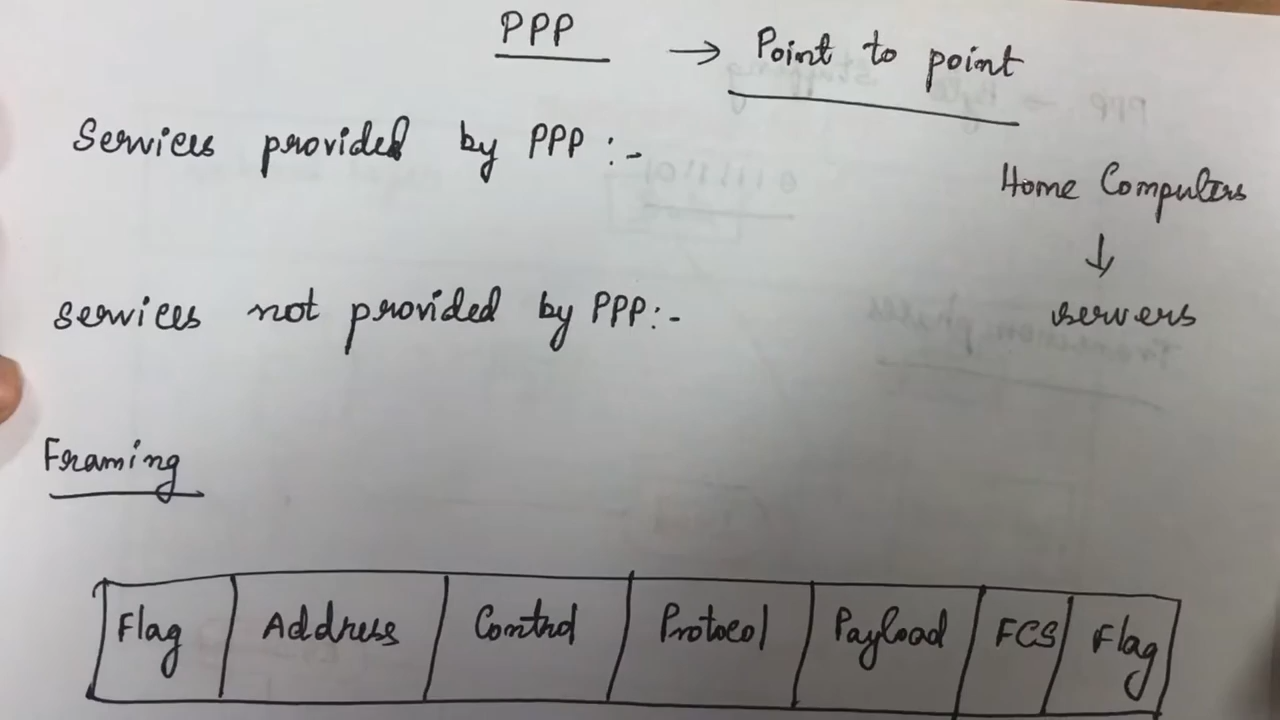 PPP → Point to point
Services provided by PPP :-
Home Computers
↓
servers
services not provided by PPP:-
Framing
Flag Address Control Protocol Payload FCS Flag